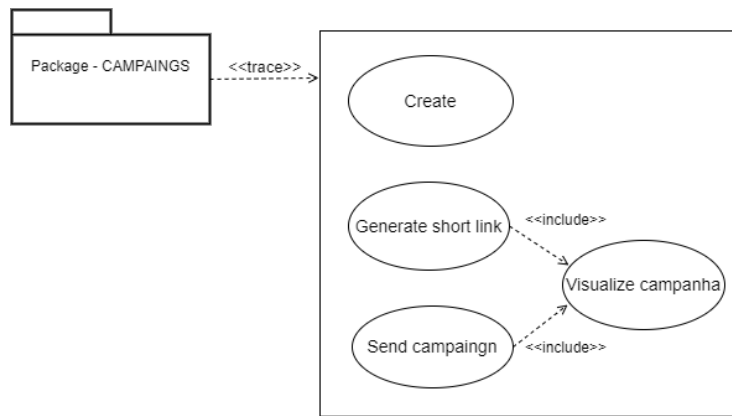 Package - CAMPAINGS
<<trace>>
Create
Generate short link
<<include>>
Visualize campanha
Send campaingn
<<include>>